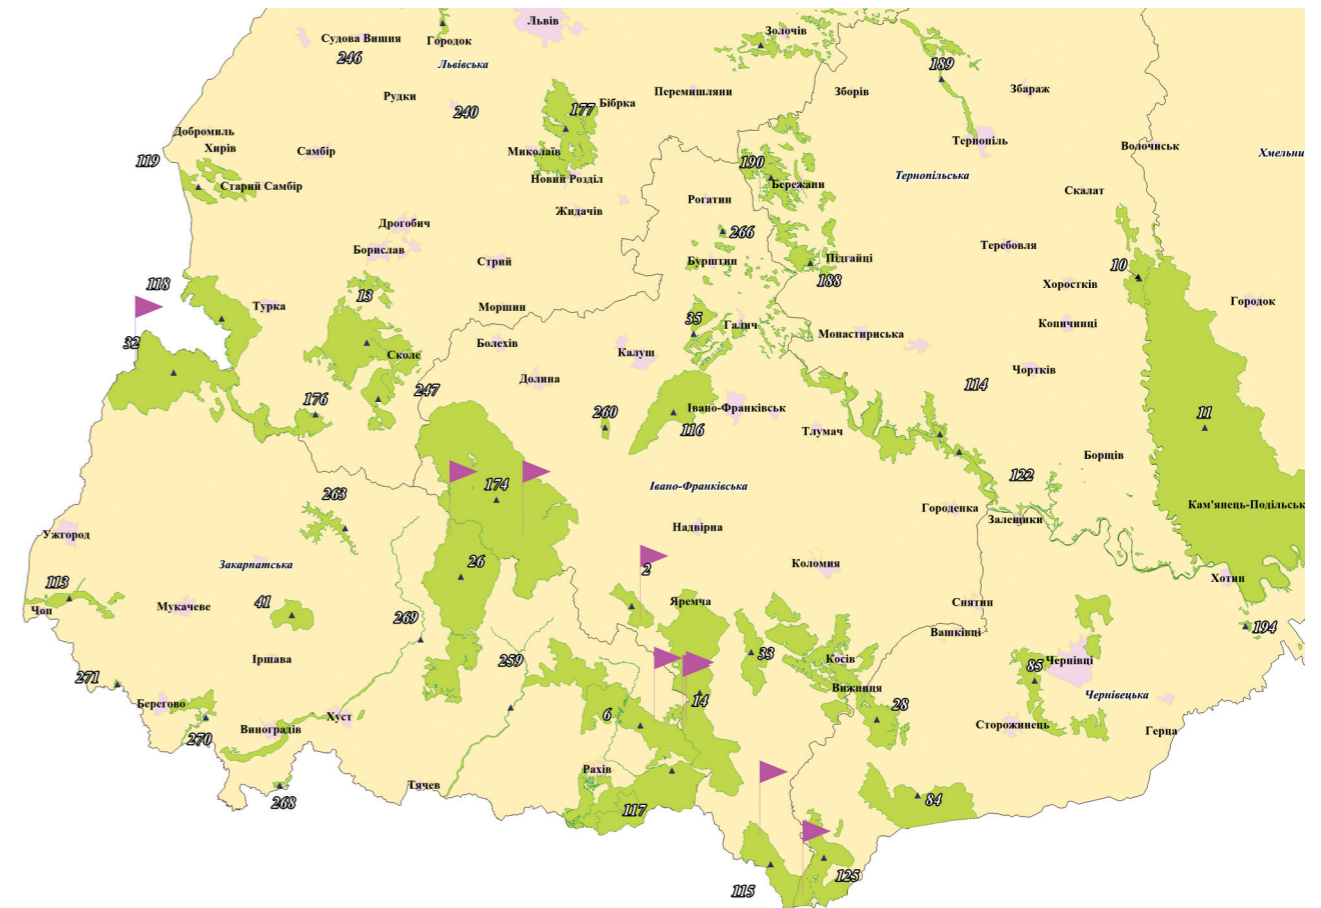 Львів
Золочів
Судова Вишня
Городок
246
Львівська
189
Збараж
Рудки
Перемишляни
Зборів
240
177
Бібрка
Добромиль
Хирів
Тернопіль
Волочиськ
119
Самбір
Миколаїв
Хмельни
190
Новий Розділ
Тернопільська
Старий Самбір
Бережани
Скалат
Рогатин
Жидачів
Дрогобич
266
Теребовля
Борислав
Стрий
Бурштин
Підгайці
10
188
118
13
Хоростків
Турка
Моршин
Городок
35
Галич
Копичинці
Монастириська
32
Болехів
Калуш
Сколе
Чортків
Долина
247
114
176
260
Івано-Франківськ
11
116
Тлумач
Борщів
174
263
Івано-Франківська
122
Кам'янець-Подільськ
Городенка
Залещики
Ужгород
Надвірна
Закарпатська
Коломия
2
26
113
Хотин
41
Яремча
Снятин
Чоп
Мукачеве
269
194
Вашківці
33
Іршава
259
Косів
Чернівці
271
85
Вижниця
Чернівецька
14
Берегово
28
6
Хуст
Сторожинець
Виноградів
Герца
270
Рахів
Тячев
84
268
117
125
115